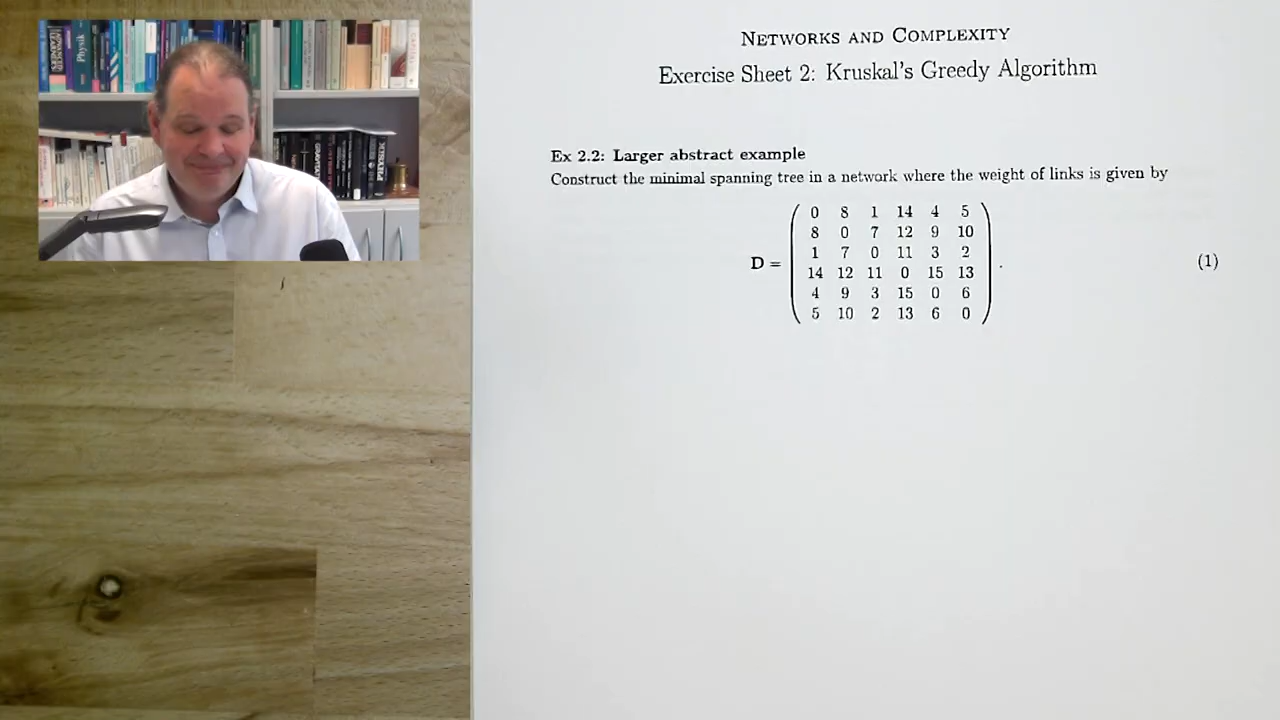 Physik
NETWORKS AND COMPLEXITY
Exercise Sheet 2: Kruskal's Greedy Algorithm
Ex 2.2: Larger abstract example
Construct the minimal spanning tree in a network where the weight of links is given by
0 8 1 14 4 5
8 0 7 12 9 10
1 7 0 11 3 2
D = 14 12 11 0 15 13 . (1)
4 9 3 15 0 6
5 10 2 13 6 0